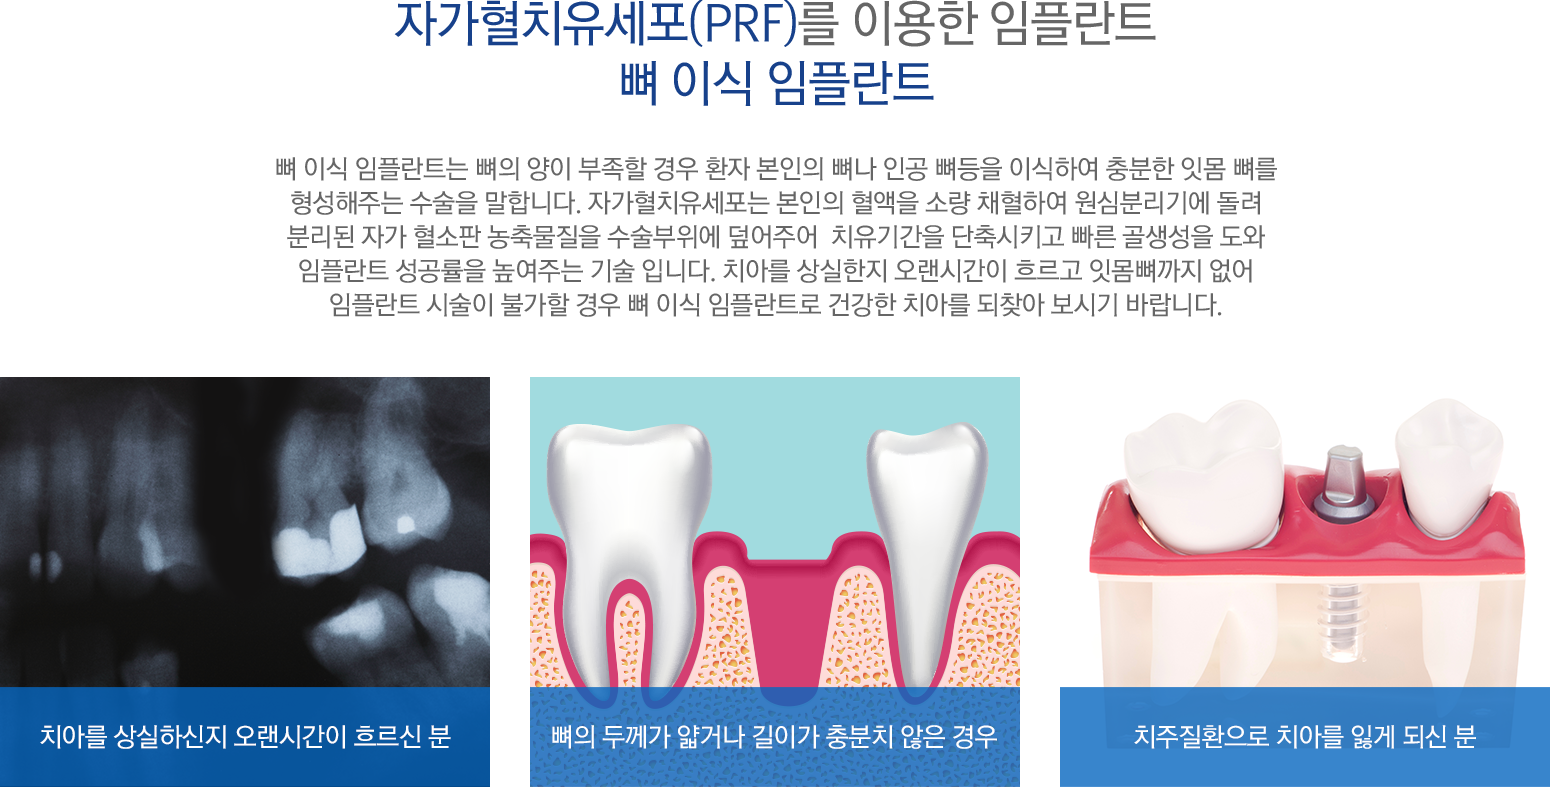 자가혈치유세포(PRF)를 이용한 임플란트
뼈 이식 임플란트
뼈 이식 임플란트는 뼈의 양이 부족할 경우 환자 본인의 뼈나 인공 뼈등을 이식하여 충분한 잇몸 뼈를
형성해주는 수술을 말합니다. 자가혈치유세포는 본인의 혈액을 소량 채혈하여 원심분리기에 돌려
분리된 자가 혈소판 농축물질을 수술부위에 덮어주어  치유기간을 단축시키고 빠른 골생성을 도와
임플란트 성공률을 높여주는 기술 입니다. 치아를 상실한지 오랜시간이 흐르고 잇몸뼈까지 없어
임플란트 시술이 불가할 경우 뼈 이식 임플란트로 건강한 치아를 되찾아 보시기 바랍니다.
치아를 상실하신지 오랜시간이 흐르신 분
뼈의 두께가 얇거나 길이가 충분치 않은 경우
치주질환으로 치아를 잃게 되신 분